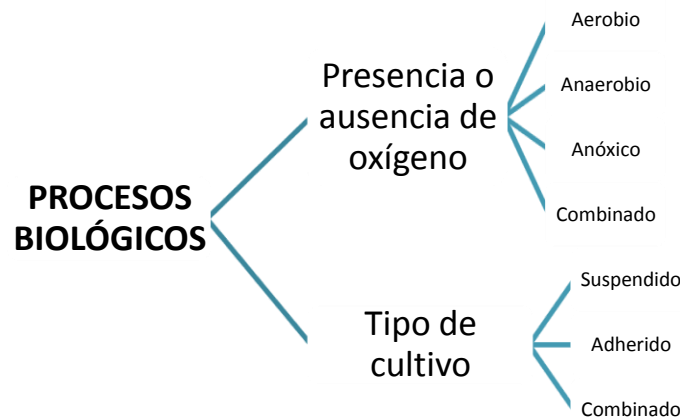 PROCESOS
BIOLÓGICOS
Presencia o
ausencia de
oxígeno
Aerobio
Anaerobio
Anóxico
Combinado
Tipo de
cultivo
Suspendido
Adherido
Combinado